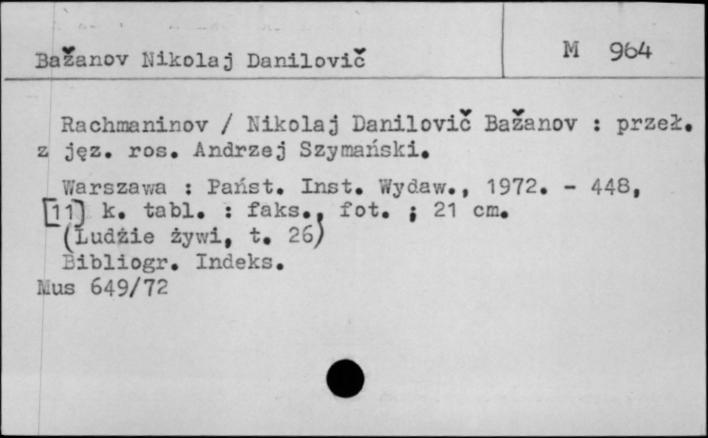 Bažanov Nikolaj Danilovič
M 964
Rachmaninov / Nikolaj Danilovič Bažanov : przeł.
z jęz. ros. Andrzej Szymański.
Warszawa : Państ. Inst. Wydaw., 1972. - 448,
[11] k. tabl. : faks., fot. ; 21 cm.
(Ludzie żywi, t. 26)
Bibliogr. Indeks.
Mus 649/72